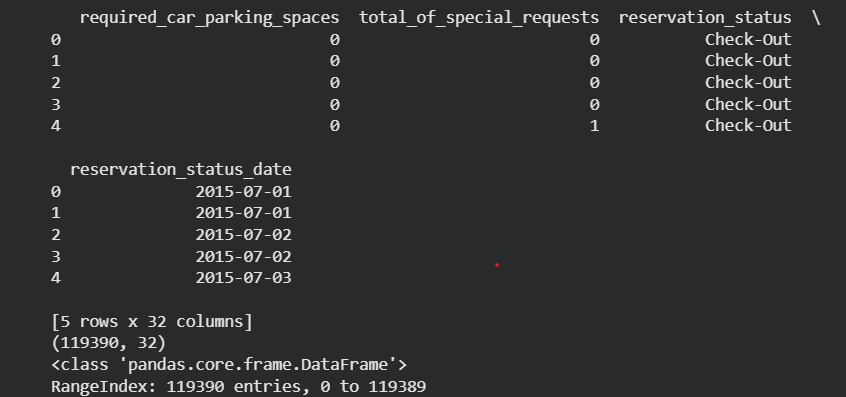 required_car_parking_spaces  total_of_special_requests  reservation_status  \
0                            0                          0           Check-Out
1                            0                          0           Check-Out
2                            0                          0           Check-Out
3                            0                          0           Check-Out
4                            0                          1           Check-Out
reservation_status_date
0              2015-07-01
1              2015-07-01
2              2015-07-02
3              2015-07-02
4              2015-07-03
[5 rows x 32 columns]
(119390, 32)
<class 'pandas.core.frame.DataFrame'>
RangeIndex: 119390 entries, 0 to 119389